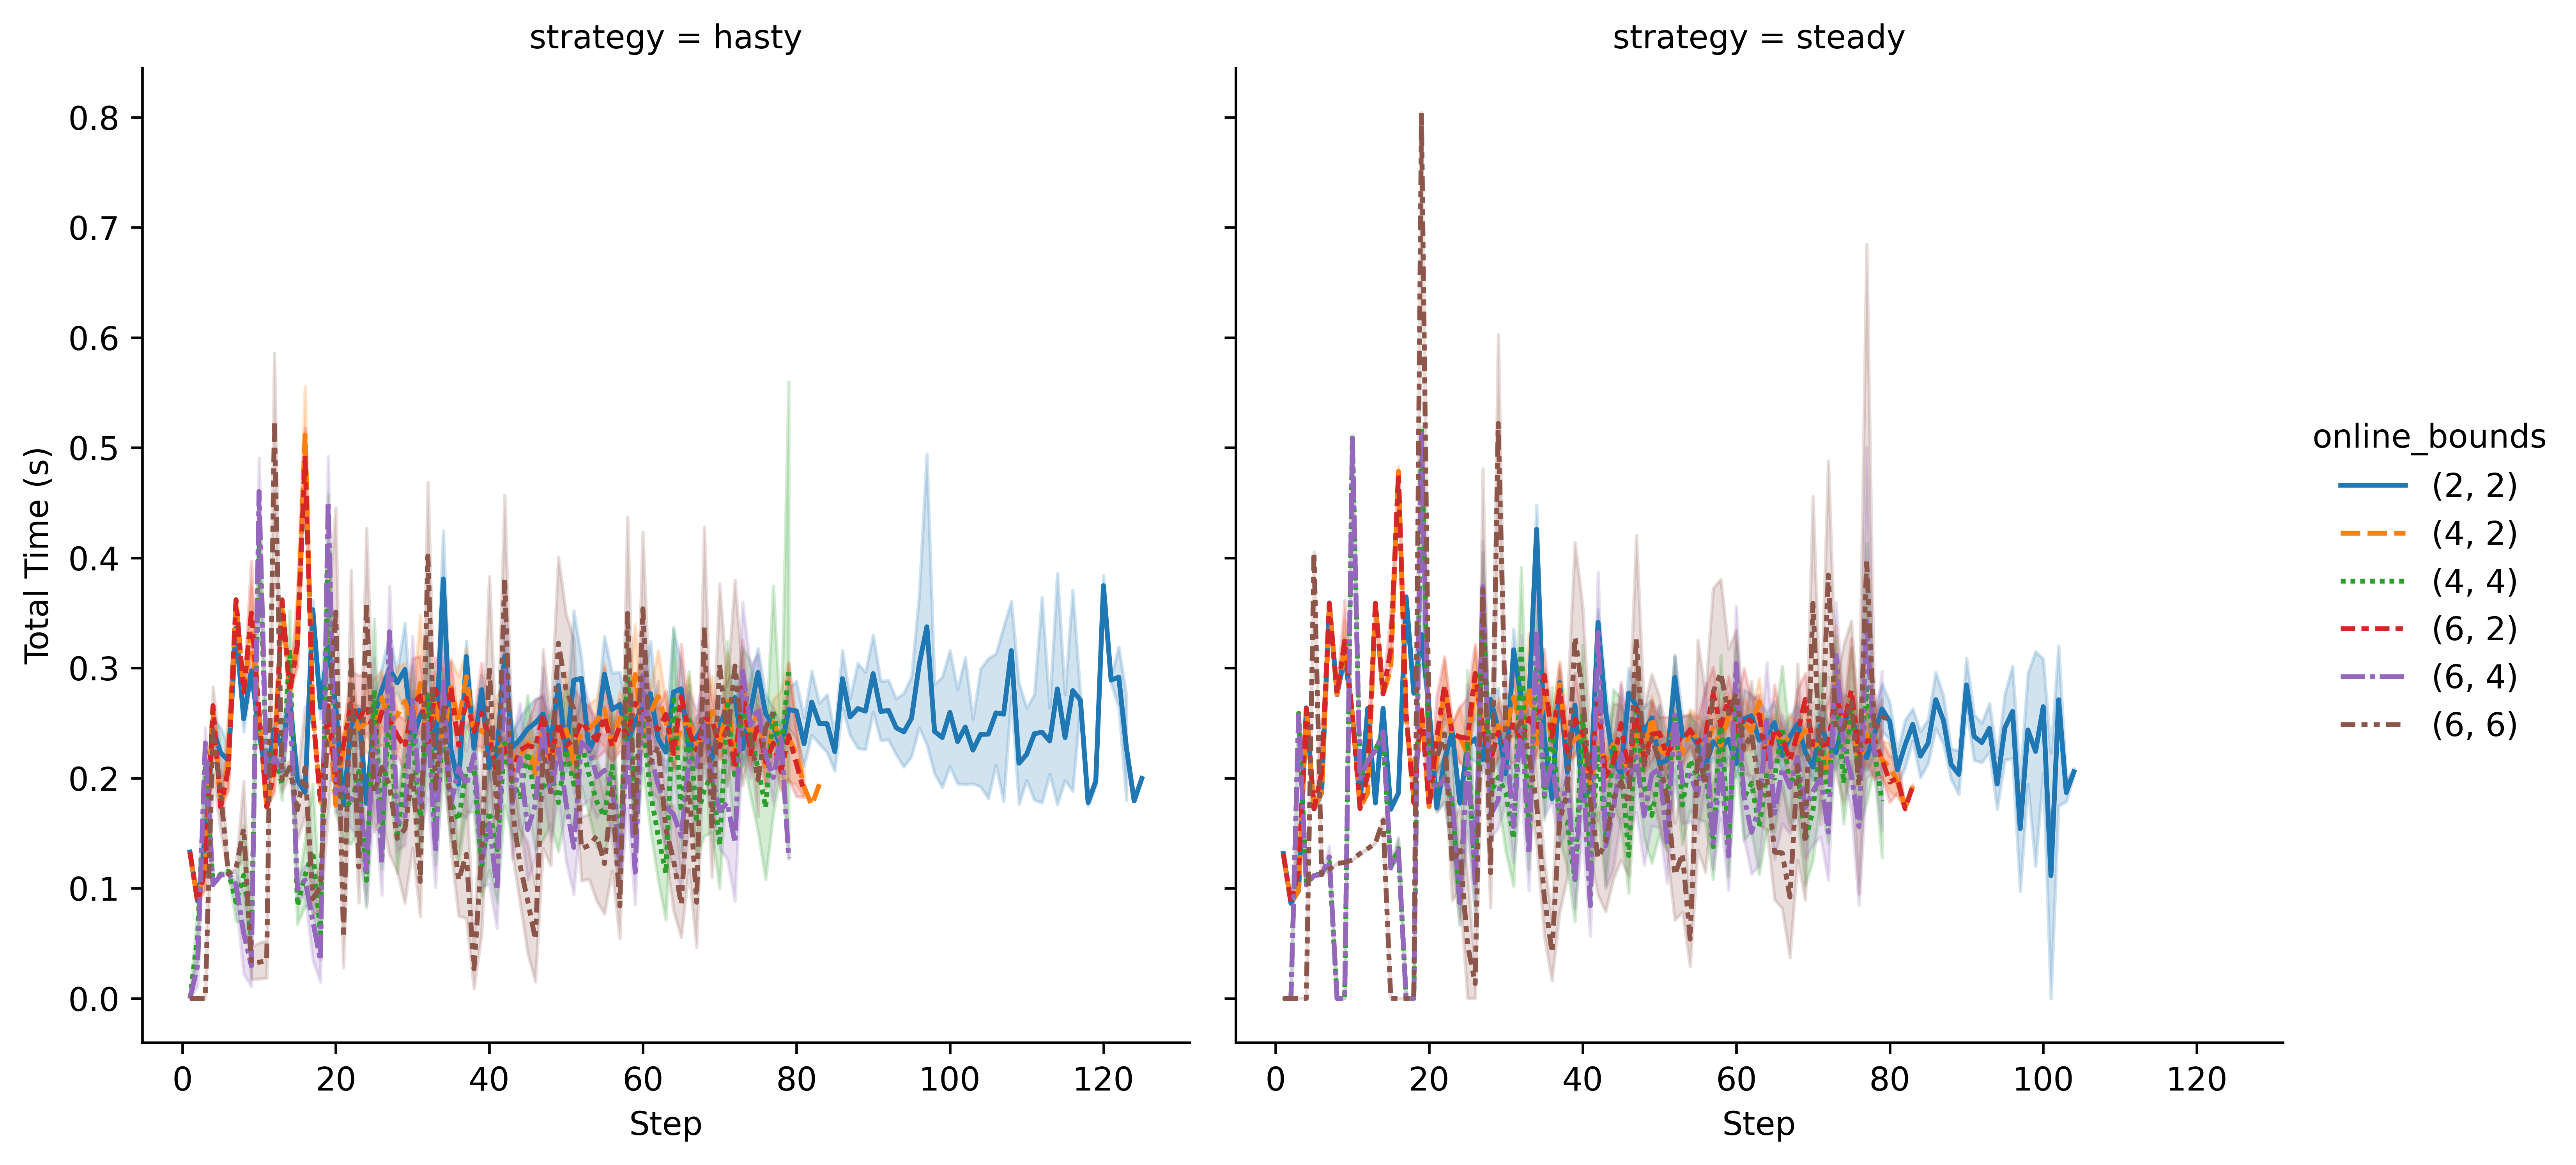 strategy = hasty
strategy = steady
Total Time (s)
0.8
0.7
0.6
0.5
0.4
0.3
0.2
0.1
0.0
0 20 40 60 80 100 120
0 20 40 60 80 100 120
Step
Step
online_bounds
(2, 2)
(4, 2)
(4, 4)
(6, 2)
(6, 4)
(6, 6)